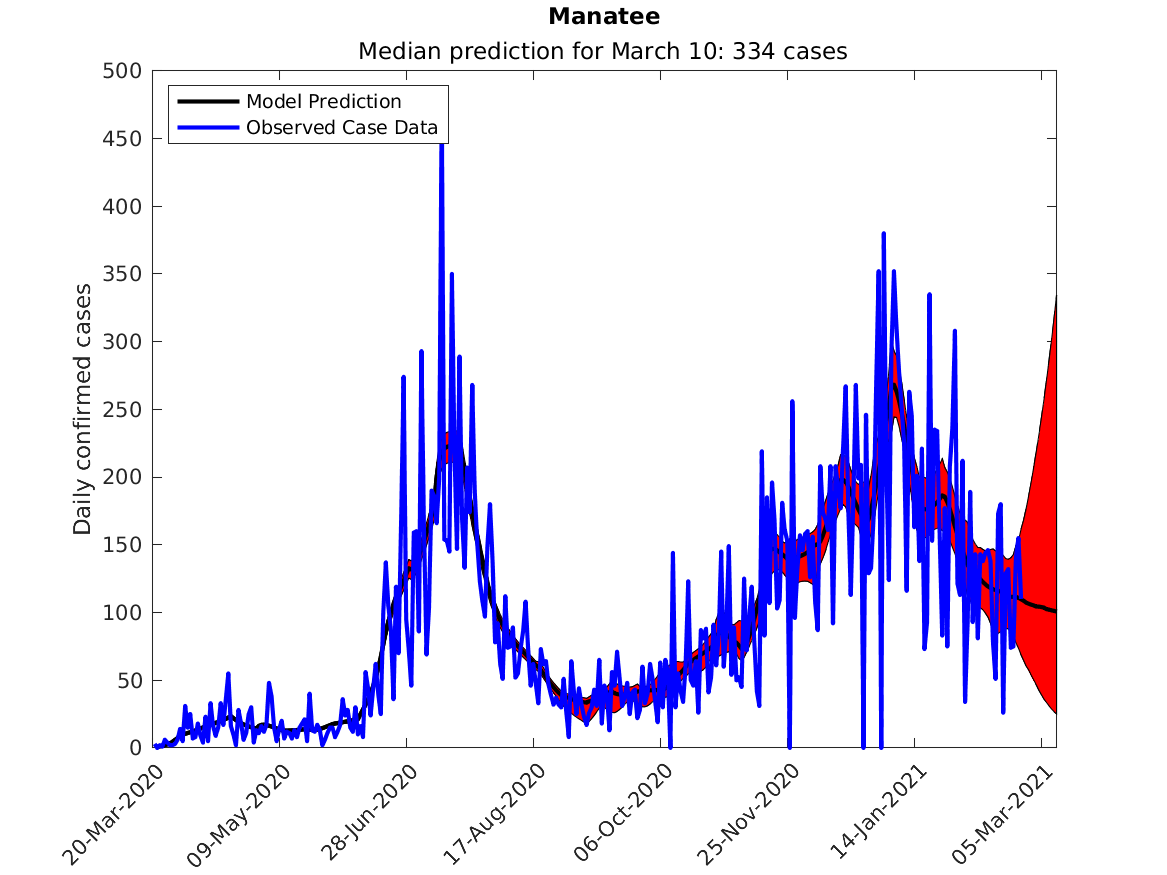 Manatee
Median prediction for March 10: 334 cases
500
450
400
350
300
250
200
150
100
50
0
Daily confirmed cases
Model Prediction
Observed Case Data
20-Mar-2020
09-May-2020
28-Jun-2020
17-Aug-2020
06-Oct-2020
25-Nov-2020
14-Jan-2021
05-Mar-2021